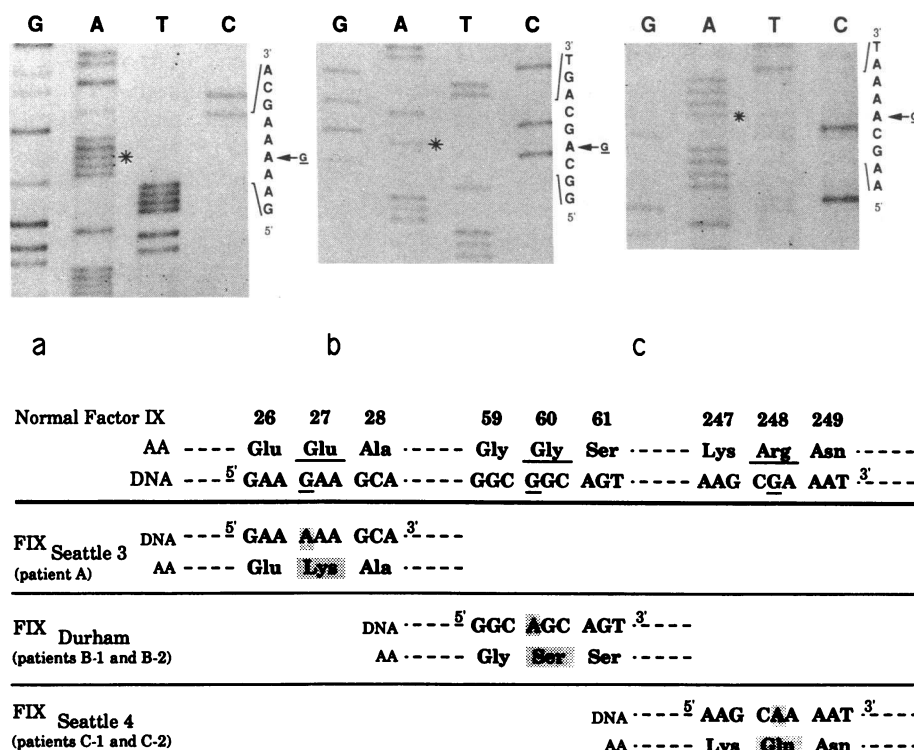 G A T C
G A T C
G A T C
3'
A
C
G
A
A
A
A ← G
A
A
G
5'
3'
T
G
A
C
G
A ← G
C
G
G
5'
3'
T
A
A
A
A ← g
C
G
A
A
5'
a b c
Normal Factor IX 26 27 28 59 60 61 247 248 249
AA Glu Glu Ala Gly Gly Ser Lys Arg Asn
DNA 5' GAA GAA GCA GGC GGC AGT AAG CGA AAT 3'
FIX Seattle 3 (patient A)
DNA 5' GAA AAA GCA 3'
AA Glu Lys Ala
FIX Durham (patients B-1 and B-2)
DNA 5' GGC AGC AGT 3'
AA Gly Ser Ser
FIX Seattle 4 (patients C-1 and C-2)
DNA 5' AAG CAA AAT 3'
AA Lys Gln Asn